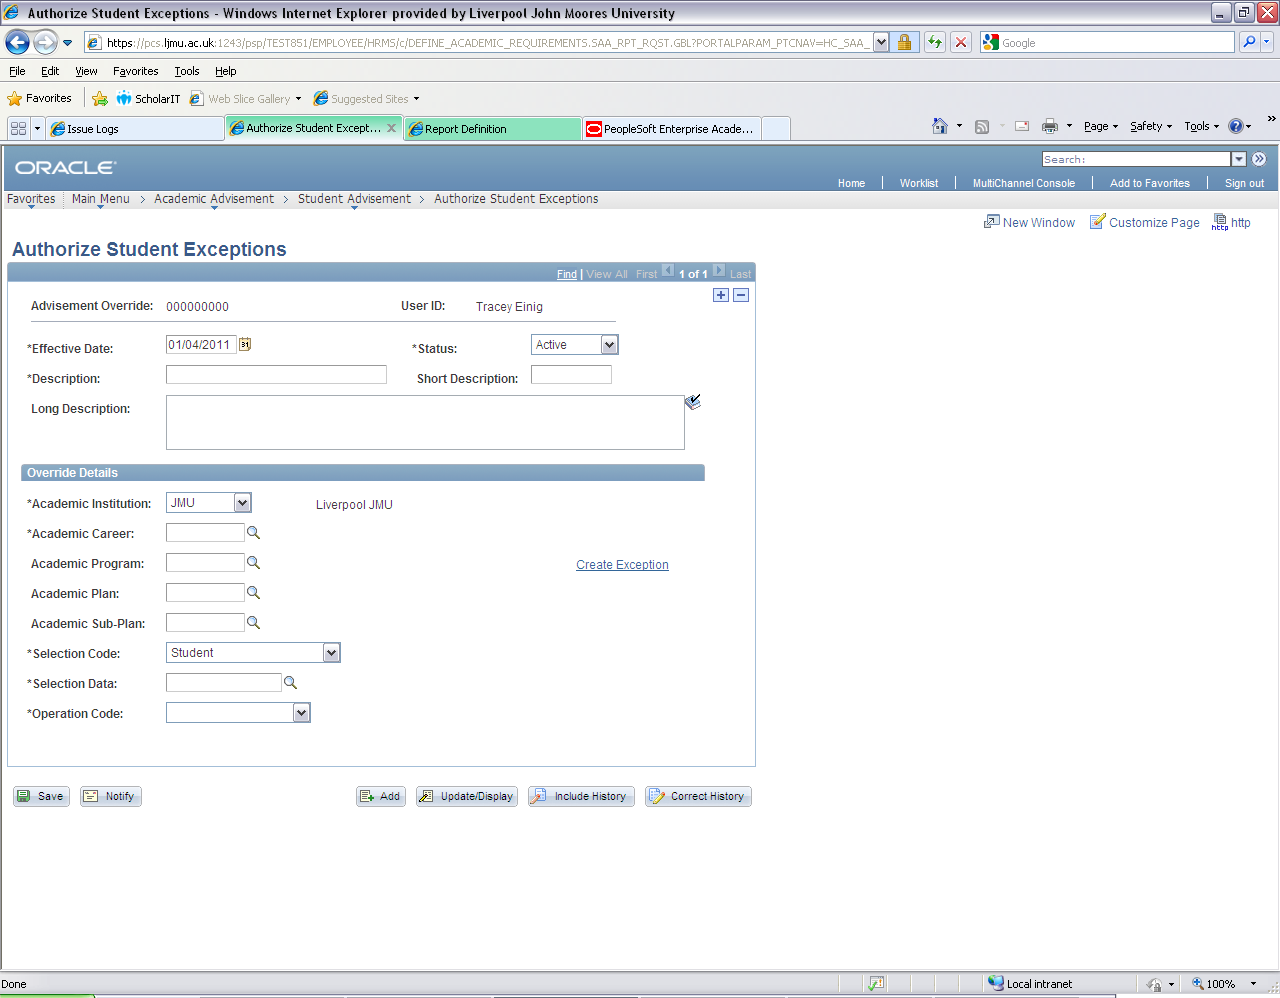 Authorize Student Exceptions - Windows Internet Explorer provided by Liverpool John Moores University
https://pcs.ljmu.ac.uk:1243/psp/TEST851/EMPLOYEE/HRMS/c/DEFINE_ACADEMIC_REQUIREMENTS.SAA_RPT_RQST.GBL?PORTALPARAM_PTCNAV=HC_SAA_ Google
File Edit View Favorites Tools Help
Favorites ScholarIT Web Slice Gallery Suggested Sites
Issue Logs Authorize Student Except... Report Definition PeopleSoft Enterprise Acade... Page Safety Tools
ORACLE Search:
Home Worklist MultiChannel Console Add to Favorites Sign out
Favorites Main Menu > Academic Advisement > Student Advisement > Authorize Student Exceptions
New Window Customize Page http
Authorize Student Exceptions
Find | View All First 1 of 1 Last
Advisement Override: 000000000 User ID: Tracey Einig
*Effective Date: 01/04/2011 31 *Status: Active
*Description: Short Description:
Long Description:
Override Details
*Academic Institution: JMU Liverpool JMU
*Academic Career:
Academic Program: Create Exception
Academic Plan:
Academic Sub-Plan:
*Selection Code: Student
*Selection Data:
*Operation Code:
Save Notify Add Update/Display Include History Correct History
Done Local intranet 100%